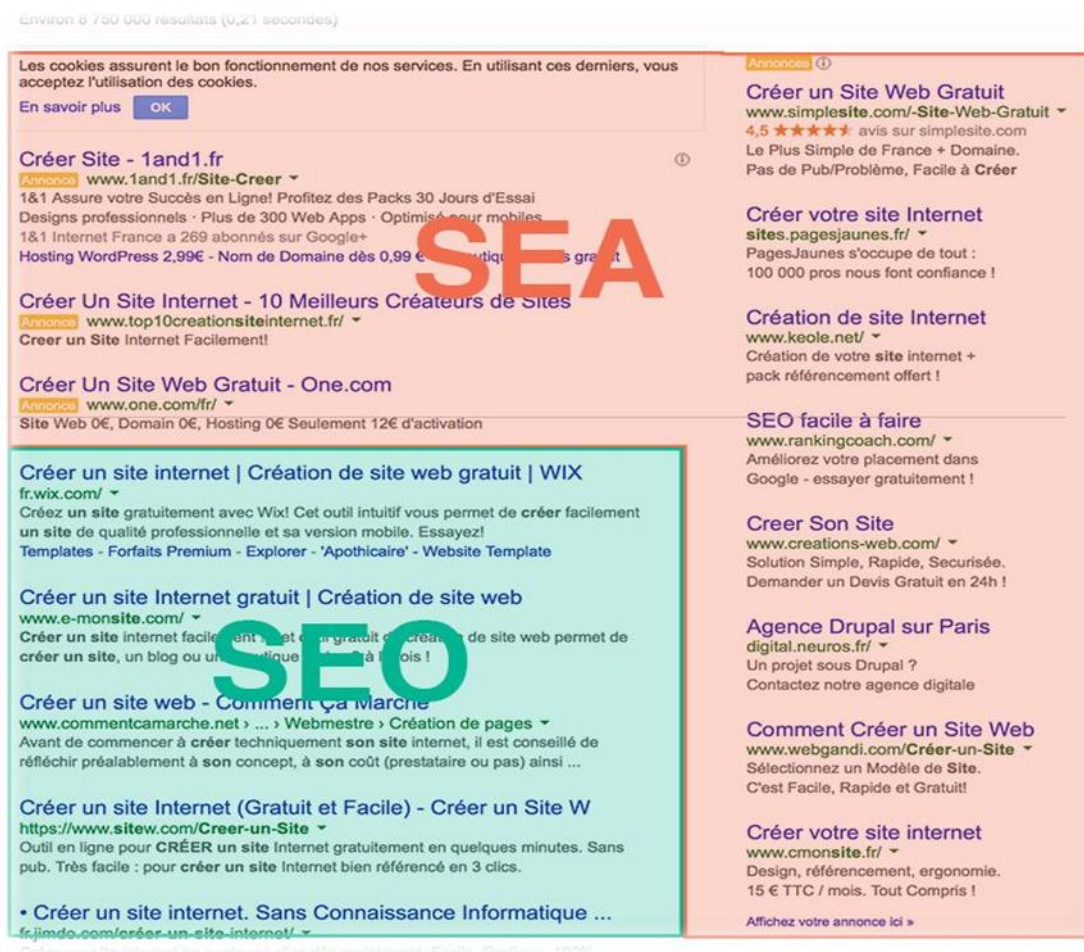 Environ 8 750 000 résultats (0,21 secondes)
Les cookies assurent le bon fonctionnement de nos services. En utilisant ces derniers, vous
acceptez l'utilisation des cookies.
En savoir plus OK
Créer Site - 1and1.fr
Annonce www.1and1.fr/Site-Creer
1&1 Assure votre Succès en Ligne! Profitez des Packs 30 Jours d'Essai
Designs professionnels · Plus de 300 Web Apps · Optimisé pour mobiles
1&1 Internet France a 269 abonnés sur Google+
Hosting WordPress 2,99€ - Nom de Domaine dès 0,99 €
SEA
Créer Un Site Internet - 10 Meilleurs Créateurs de Sites
Annonce www.top10creationsiteinternet.fr/
Creer un Site Internet Facilement!
Créer Un Site Web Gratuit - One.com
Annonce www.one.com/fr/
Site Web 0€, Domain 0€, Hosting 0€ Seulement 12€ d'activation
Créer un site internet | Création de site web gratuit | WIX
fr.wix.com/
Créez un site gratuitement avec Wix! Cet outil intuitif vous permet de créer facilement
un site de qualité professionnelle et sa version mobile. Essayez!
Templates - Forfaits Premium - Explorer - 'Apothicaire' - Website Template
Créer un site Internet gratuit | Création de site web
www.e-monsite.com/
Créer un site internet gratuit de site web permet de
créer un site, un blog ou !
SEO
Créer un site web - Comment Ça Marche
www.commentcamarche.net › ... › Webmestre › Création de pages
Avant de commencer à créer techniquement son site internet, il est conseillé de
réfléchir préalablement à son concept, à son coût (prestataire ou pas) ainsi ...
Créer un site Internet (Gratuit et Facile) - Créer un Site W
https://www.sitew.com/Creer-un-Site
Outil en ligne pour CRÉER un site Internet gratuitement en quelques minutes. Sans
pub. Très facile : pour créer un site Internet bien référencé en 3 clics.
• Créer un site internet. Sans Connaissance Informatique ...
fr.jimdo.com/créer-un-site-internet/
Annonces
Créer un Site Web Gratuit
www.simplesite.com/-Site-Web-Gratuit
4,5 ★★★★★ avis sur simplesite.com
Le Plus Simple de France + Domaine.
Pas de Pub/Problème, Facile à Créer
Créer votre site Internet
sites.pagesjaunes.fr/
PagesJaunes s'occupe de tout :
100 000 pros nous font confiance !
Création de site Internet
www.keole.net/
Création de votre site internet +
pack référencement offert !
SEO facile à faire
www.rankingcoach.com/
Améliorez votre placement dans
Google - essayer gratuitement !
Creer Son Site
www.creations-web.com/
Solution Simple, Rapide, Securisée.
Demander un Devis Gratuit en 24h !
Agence Drupal sur Paris
digital.neuros.fr/
Un projet sous Drupal ?
Contactez notre agence digitale
Comment Créer un Site Web
www.webgandi.com/Créer-un-Site
Sélectionnez un Modèle de Site.
C'est Facile, Rapide et Gratuit!
Créer votre site internet
www.cmonsite.fr/
Design, référencement, ergonomie.
15 € TTC / mois. Tout Compris !
Affichez votre annonce ici »